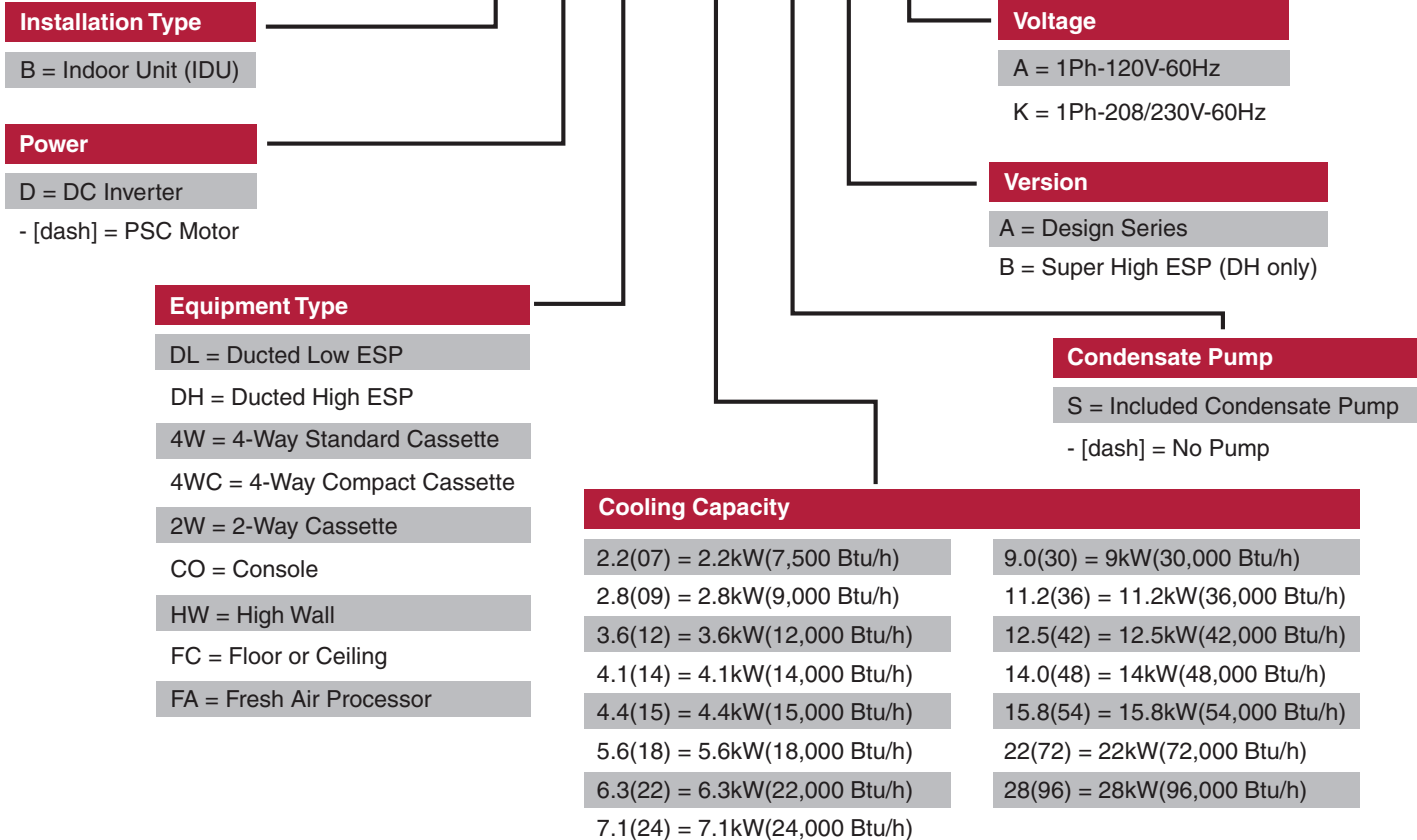 Installation Type
B = Indoor Unit (IDU)
Power
D = DC Inverter
- [dash] = PSC Motor
Equipment Type
DL = Ducted Low ESP
DH = Ducted High ESP
4W = 4-Way Standard Cassette
4WC = 4-Way Compact Cassette
2W = 2-Way Cassette
CO = Console
HW = High Wall
FC = Floor or Ceiling
FA = Fresh Air Processor
Cooling Capacity
2.2(07) = 2.2kW(7,500 Btu/h)
2.8(09) = 2.8kW(9,000 Btu/h)
3.6(12) = 3.6kW(12,000 Btu/h)
4.1(14) = 4.1kW(14,000 Btu/h)
4.4(15) = 4.4kW(15,000 Btu/h)
5.6(18) = 5.6kW(18,000 Btu/h)
6.3(22) = 6.3kW(22,000 Btu/h)
7.1(24) = 7.1kW(24,000 Btu/h)
9.0(30) = 9kW(30,000 Btu/h)
11.2(36) = 11.2kW(36,000 Btu/h)
12.5(42) = 12.5kW(42,000 Btu/h)
14.0(48) = 14kW(48,000 Btu/h)
15.8(54) = 15.8kW(54,000 Btu/h)
22(72) = 22kW(72,000 Btu/h)
28(96) = 28kW(96,000 Btu/h)
Condensate Pump
S = Included Condensate Pump
- [dash] = No Pump
Version
A = Design Series
B = Super High ESP (DH only)
Voltage
A = 1Ph-120V-60Hz
K = 1Ph-208/230V-60Hz